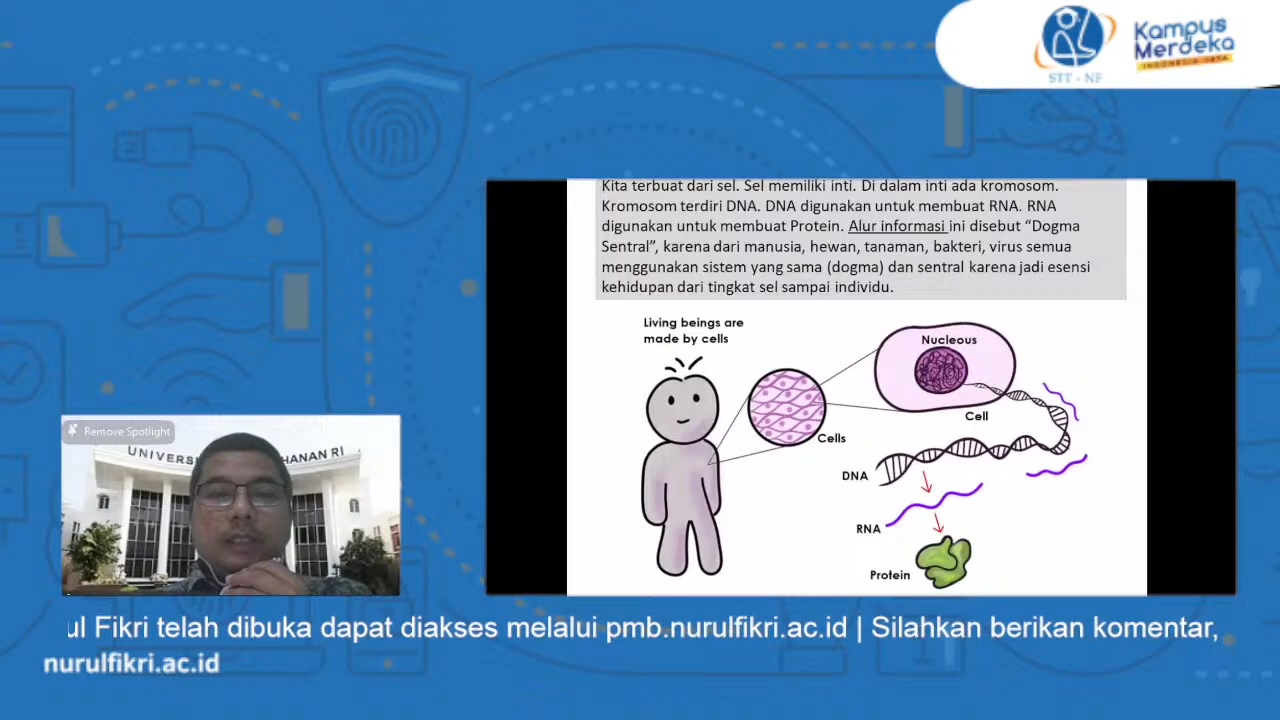 STT - NF
Kampus
Merdeka
INDONESIA JAYA
Kita terbuat dari sel. Sel memiliki inti. Di dalam inti ada kromosom.
Kromosom terdiri DNA. DNA digunakan untuk membuat RNA. RNA
digunakan untuk membuat Protein. Alur informasi ini disebut “Dogma
Sentral”, karena dari manusia, hewan, tanaman, bakteri, virus semua
menggunakan sistem yang sama (dogma) dan sentral karena jadi esensi
kehidupan dari tingkat sel sampai individu.
Living beings are
made by cells
Nucleous
Cell
Cells
DNA
RNA
Protein
Remove Spotlight
UNIVERSI HANAN RI
ul Fikri telah dibuka dapat diakses melalui pmb.nurulfikri.ac.id | Silahkan berikan komentar,
nurulfikri.ac.id